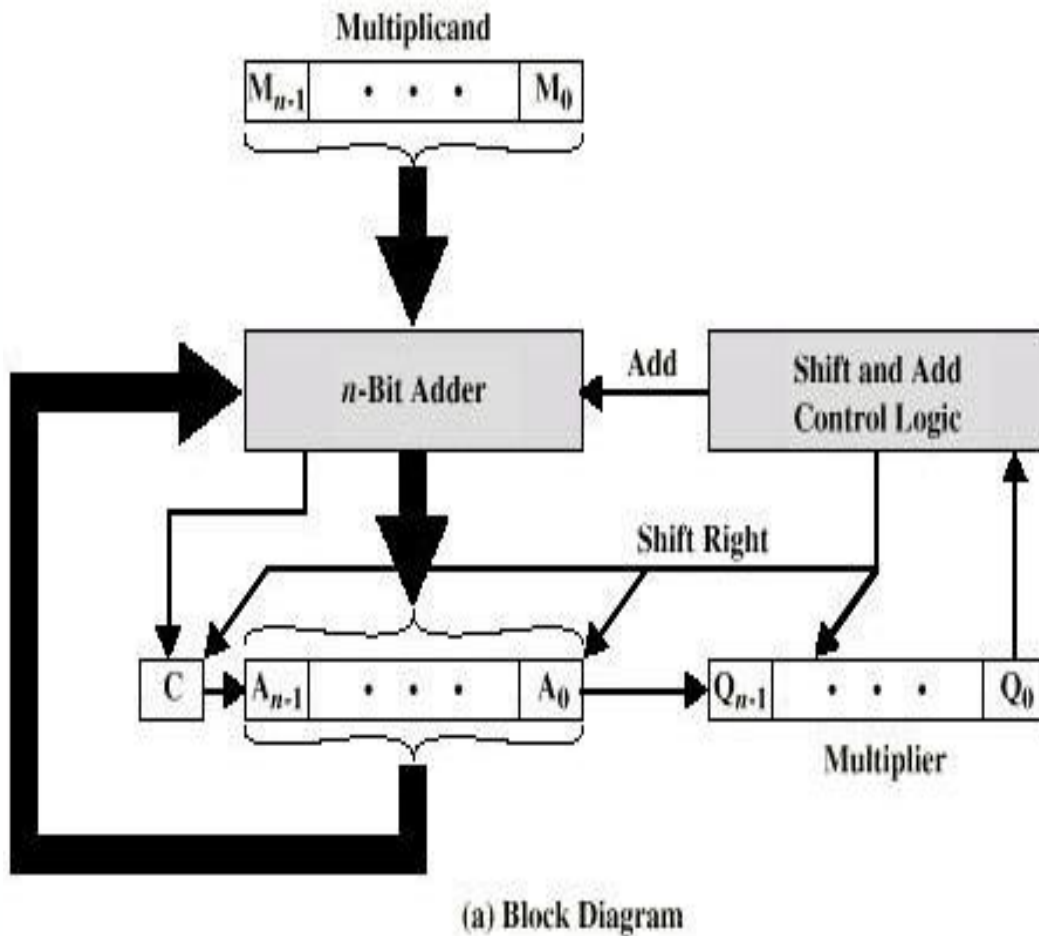 Multiplicand
Mn-1 • • • M0
n-Bit Adder
Add
Shift and Add
Control Logic
Shift Right
C
An-1 • • • A0
Qn-1 • • • Q0
Multiplier
(a) Block Diagram